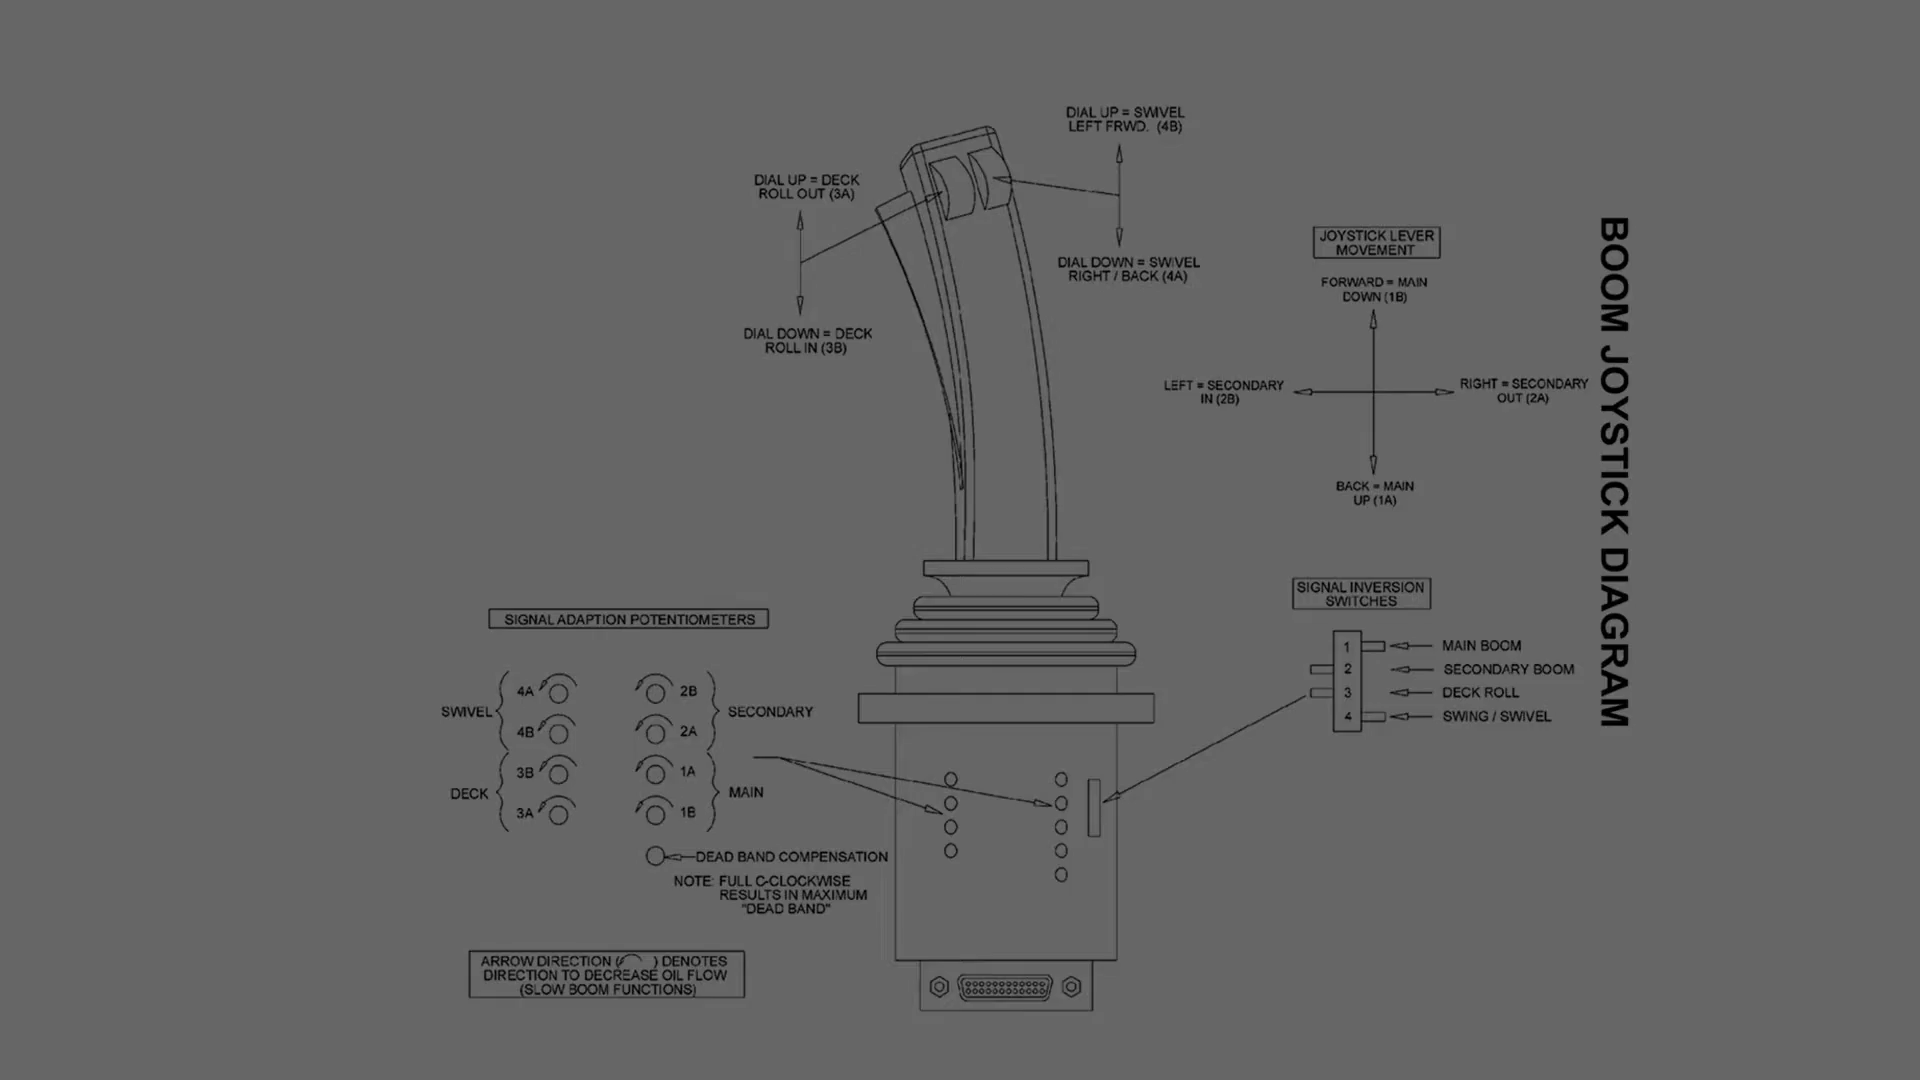 DIAL UP = SWIVEL
LEFT FRWD. (4B)
DIAL UP = DECK
ROLL OUT (3A)
DIAL DOWN = SWIVEL
RIGHT / BACK (4A)
DIAL DOWN = DECK
ROLL IN (3B)
JOYSTICK LEVER
MOVEMENT
FORWARD = MAIN
DOWN (1B)
LEFT = SECONDARY
IN (2B)
RIGHT = SECONDARY
OUT (2A)
BACK = MAIN
UP (1A)
BOOM JOYSTICK DIAGRAM
SIGNAL INVERSION
SWITCHES
1 MAIN BOOM
2 SECONDARY BOOM
3 DECK ROLL
4 SWING / SWIVEL
SIGNAL ADAPTION POTENTIOMETERS
4A 2B
SWIVEL SECONDARY
4B 2A
3B 1A
DECK MAIN
3A 1B
DEAD BAND COMPENSATION
NOTE: FULL C-CLOCKWISE
RESULTS IN MAXIMUM
"DEAD BAND"
ARROW DIRECTION ( ) DENOTES
DIRECTION TO DECREASE OIL FLOW
(SLOW BOOM FUNCTIONS)